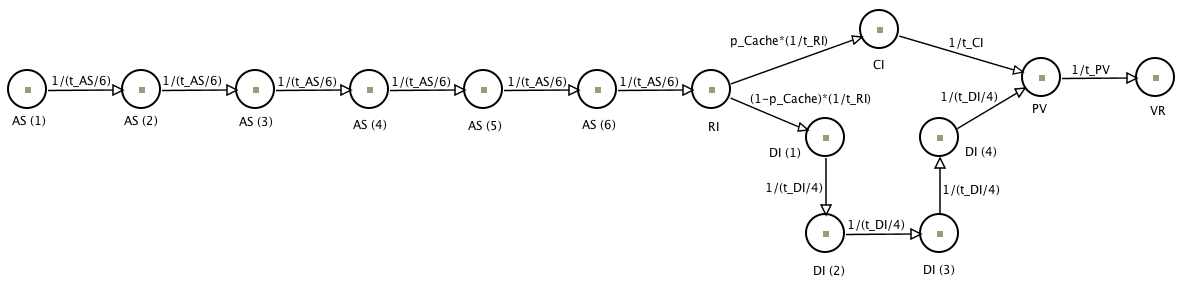 p_Cache*(1/t_RI)
1/t_CI
CI
1/(t_AS/6)
1/(t_AS/6)
1/(t_AS/6)
1/(t_AS/6)
1/(t_AS/6)
1/(t_AS/6)
1/t_PV
(1-p_Cache)*(1/t_RI)
1/(t_DI/4)
AS (1)
AS (2)
AS (3)
AS (4)
AS (5)
AS (6)
RI
PV
VR
DI (1)
DI (4)
1/(t_DI/4)
1/(t_DI/4)
1/(t_DI/4)
DI (2)
DI (3)